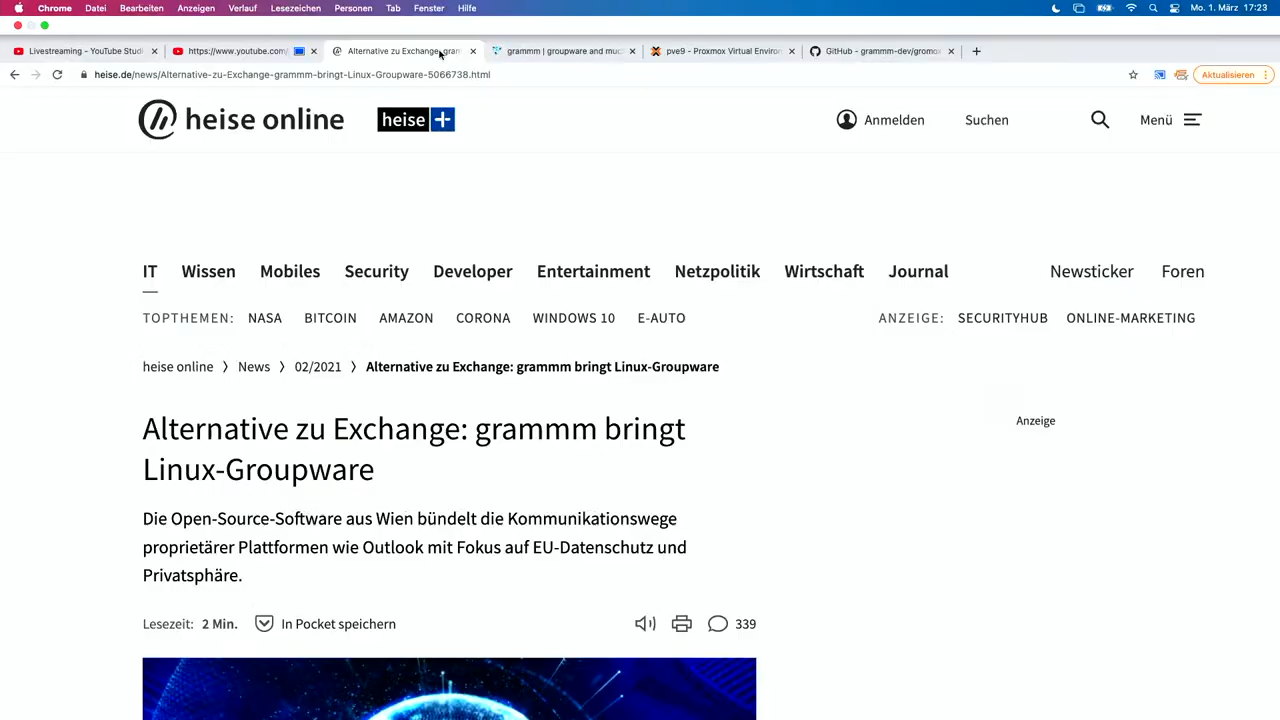 Chrome Datei Bearbeiten Anzeigen Verlauf Lesezeichen Personen Tab Fenster Hilfe Mo. 1. März 17:23
Livestreaming - YouTube Stud https://www.youtube.com/ Alternative zu Exchange: gram grammm | groupware and muc pve9 - Proxmox Virtual Environ GitHub - grammm-dev/gromox
heise.de/news/Alternative-zu-Exchange-grammm-bringt-Linux-Groupware-5066738.html Aktualisieren
heise online heise+ Anmelden Suchen Menü
IT Wissen Mobiles Security Developer Entertainment Netzpolitik Wirtschaft Journal Newsticker Foren
TOPTHEMEN: NASA BITCOIN AMAZON CORONA WINDOWS 10 E-AUTO ANZEIGE: SECURITYHUB ONLINE-MARKETING
heise online › News › 02/2021 › Alternative zu Exchange: grammm bringt Linux-Groupware
Anzeige
Alternative zu Exchange: grammm bringt
Linux-Groupware
Die Open-Source-Software aus Wien bündelt die Kommunikationswege
proprietärer Plattformen wie Outlook mit Fokus auf EU-Datenschutz und
Privatsphäre.
Lesezeit: 2 Min. In Pocket speichern 339